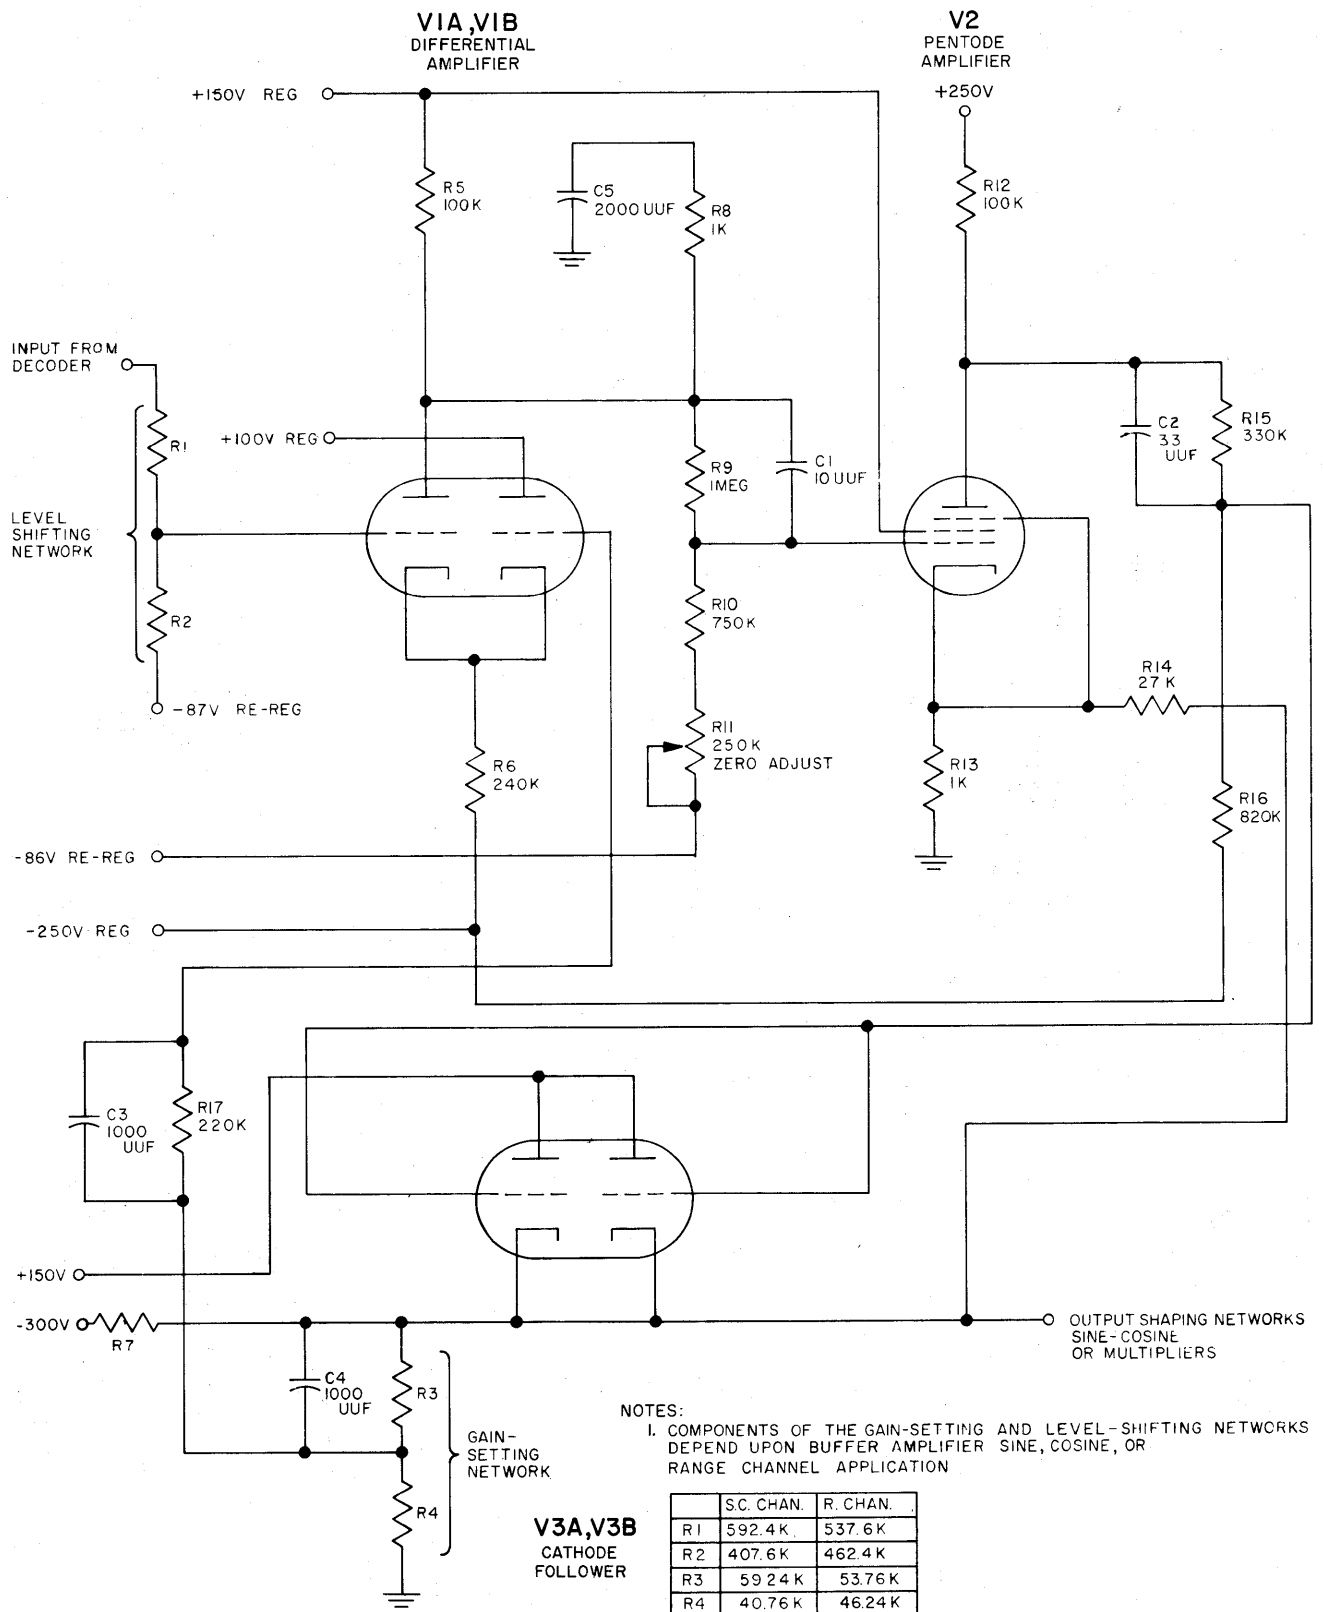 V1A,V1B
DIFFERENTIAL
AMPLIFIER
V2
PENTODE
AMPLIFIER
+250V
+150V REG
R5
100K
C5
2000 UUF
R8
1K
R12
100K
INPUT FROM
DECODER
R1
+100V REG
R9
1MEG
C1
10 UUF
C2
33
UUF
R15
330K
LEVEL
SHIFTING
NETWORK
R2
R10
750K
-87V RE-REG
R14
27K
R11
250K
ZERO ADJUST
R6
240K
R13
1K
R16
820K
-86V RE-REG
-250V REG
C3
1000
UUF
R17
220K
+150V
-300V
R7
OUTPUT SHAPING NETWORKS
SINE-COSINE
OR MULTIPLIERS
C4
1000
UUF
R3
GAIN-
SETTING
NETWORK
R4
V3A,V3B
CATHODE
FOLLOWER
NOTES:
1. COMPONENTS OF THE GAIN-SETTING AND LEVEL-SHIFTING NETWORKS
DEPEND UPON BUFFER AMPLIFIER SINE, COSINE, OR
RANGE CHANNEL APPLICATION
S.C. CHAN. R. CHAN.
R1 592.4K 537.6K
R2 407.6K 462.4K
R3 59.24K 53.76K
R4 40.76K 46.24K